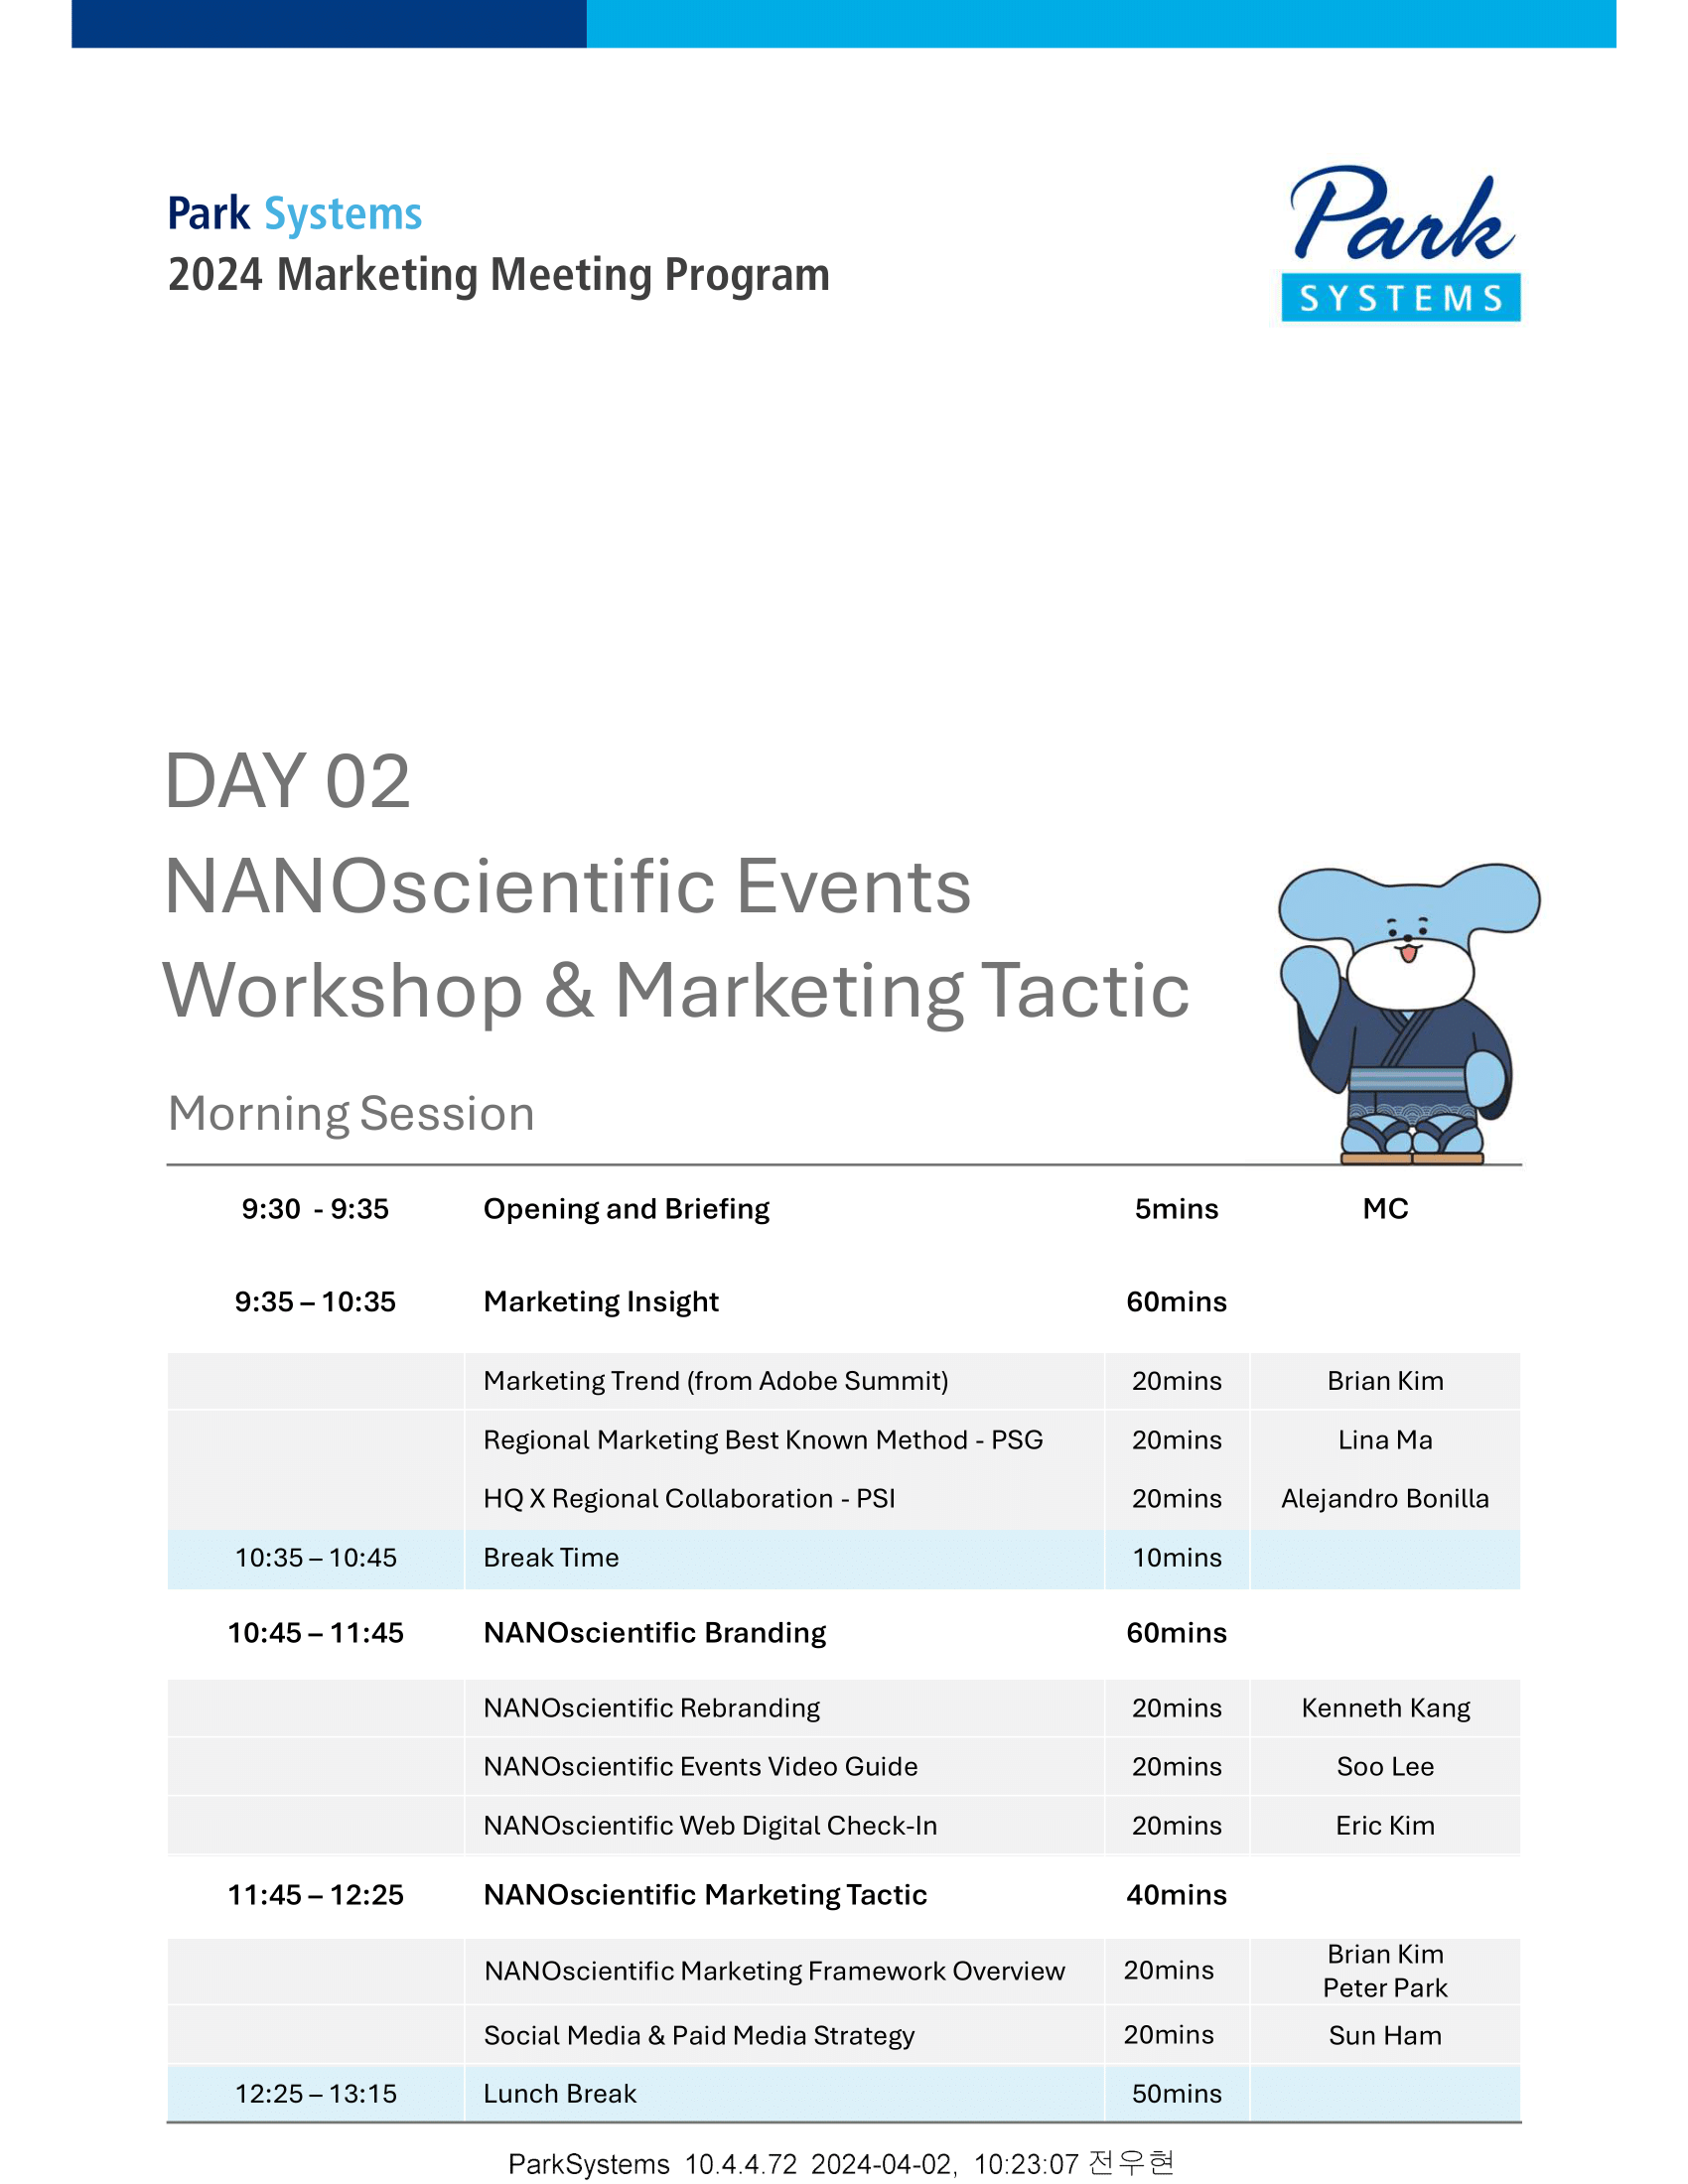 Park Systems
2024 Marketing Meeting Program
Park
SYSTEMS
DAY 02
NANOscientific Events
Workshop & Marketing Tactic
Morning Session
9:30 - 9:35 Opening and Briefing 5mins MC
9:35 – 10:35 Marketing Insight 60mins
Marketing Trend (from Adobe Summit) 20mins Brian Kim
Regional Marketing Best Known Method - PSG 20mins Lina Ma
HQ X Regional Collaboration - PSI 20mins Alejandro Bonilla
10:35 – 10:45 Break Time 10mins
10:45 – 11:45 NANOscientific Branding 60mins
NANOscientific Rebranding 20mins Kenneth Kang
NANOscientific Events Video Guide 20mins Soo Lee
NANOscientific Web Digital Check-In 20mins Eric Kim
11:45 – 12:25 NANOscientific Marketing Tactic 40mins
NANOscientific Marketing Framework Overview 20mins Brian Kim
Peter Park
Social Media & Paid Media Strategy 20mins Sun Ham
12:25 – 13:15 Lunch Break 50mins
ParkSystems 10.4.4.72 2024-04-02, 10:23:07 전우현